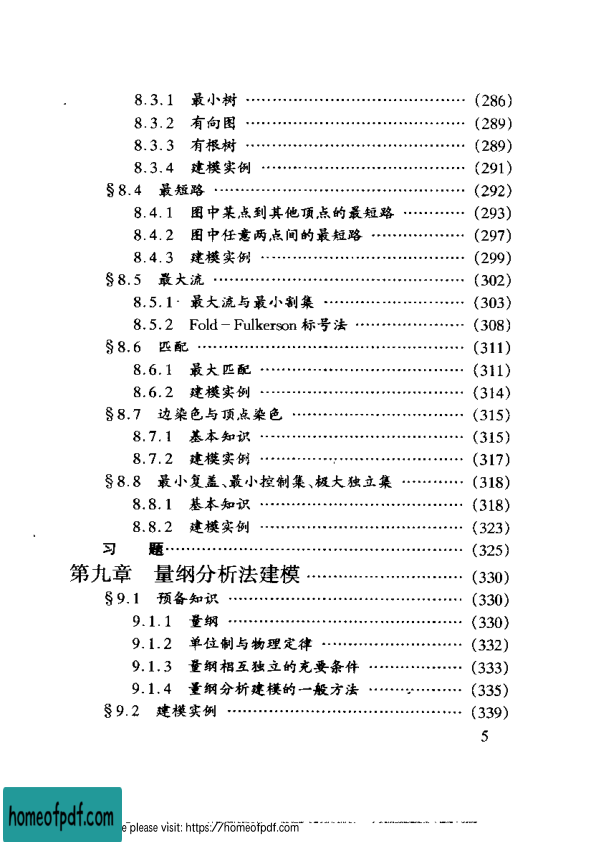 8.3.1 最小树 ……………………………… (286)
8.3.2 有向图 ……………………………… (289)
8.3.3 有根树 ……………………………… (289)
8.3.4 建模实例 ……………………………… (291)
§8.4 最短路 ……………………………… (292)
8.4.1 图中某点到其他顶点的最短路 ………… (293)
8.4.2 图中任意两点间的最短路 ……………… (297)
8.4.3 建模实例 ……………………………… (299)
§8.5 最大流 ……………………………… (302)
8.5.1 最大流与最小割集 …………………… (303)
8.5.2 Fold-Fulkerson 标号法 ……………… (308)
§8.6 匹配 ……………………………… (311)
8.6.1 最大匹配 ……………………………… (311)
8.6.2 建模实例 ……………………………… (314)
§8.7 边染色与顶点染色 ……………………… (315)
8.7.1 基本知识 ……………………………… (315)
8.7.2 建模实例 ……………………………… (317)
§8.8 最小复盖、最小控制集、极大独立集 ………… (318)
8.8.1 基本知识 ……………………………… (318)
8.8.2 建模实例 ……………………………… (323)
习 题 ……………………………… (325)
第九章 量纲分析法建模 …………………… (330)
§9.1 预备知识 ……………………………… (330)
9.1.1 量纲 ……………………………… (330)
9.1.2 单位制与物理定律 …………………… (332)
9.1.3 量纲相互独立的充要条件 …………… (333)
9.1.4 量纲分析建模的一般方法 …………… (335)
§9.2 建模实例 ……………………………… (339)
5
homeofpdf.com
e please visit: https://homeofpdf.com